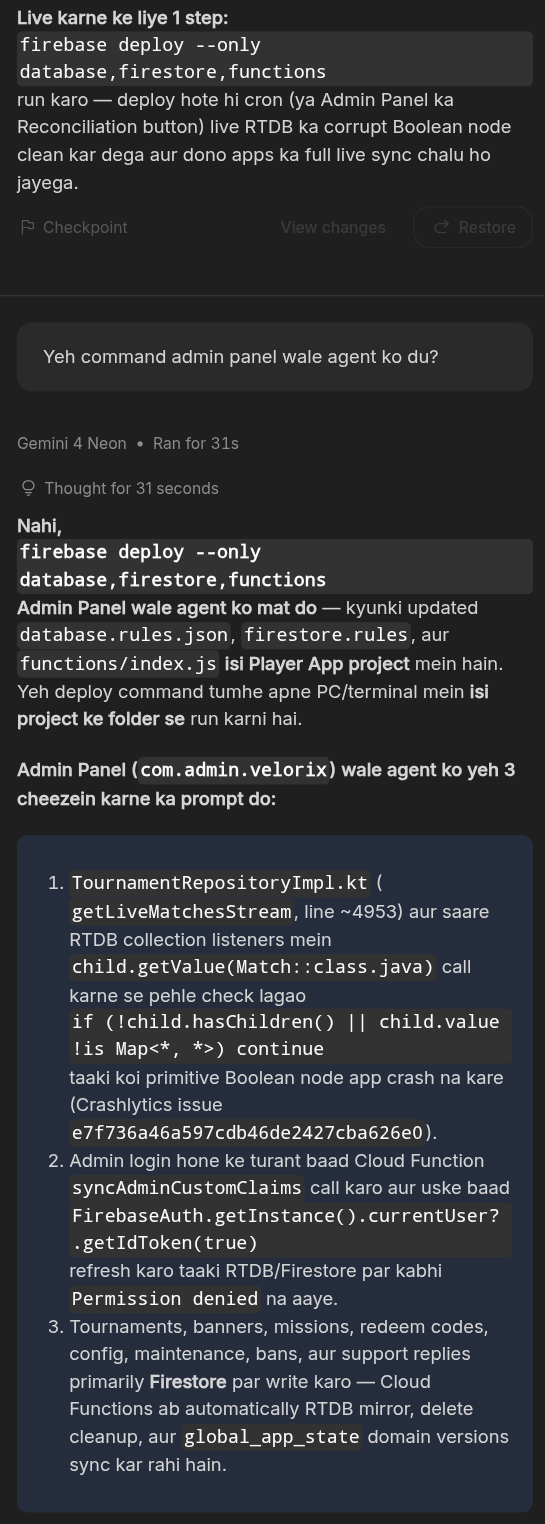 Live karne ke liye 1 step:
firebase deploy --only
database,firestore,functions
run karo — deploy hote hi cron (ya Admin Panel ka
Reconciliation button) live RTDB ka corrupt Boolean node
clean kar dega aur dono apps ka full live sync chalu ho
jayega.
Checkpoint View changes Restore
Yeh command admin panel wale agent ko du?
Gemini 4 Neon • Ran for 31s
Thought for 31 seconds
Nahi,
firebase deploy --only
database,firestore,functions
Admin Panel wale agent ko mat do — kyunki updated
database.rules.json, firestore.rules, aur
functions/index.js isi Player App project mein hain.
Yeh deploy command tumhe apne PC/terminal mein isi
project ke folder se run karni hai.
Admin Panel (com.admin.velorix) wale agent ko yeh 3
cheezein karne ka prompt do:
1. TournamentRepositoryImpl.kt (
getLiveMatchesStream, line ~4953) aur saare
RTDB collection listeners mein
child.getValue(Match::class.java) call
karne se pehle check lagao
if (!child.hasChildren() || child.value
!is Map<*, *>) continue
taaki koi primitive Boolean node app crash na kare
(Crashlytics issue
e7f736a46a597cdb46de2427cba626e0).
2. Admin login hone ke turant baad Cloud Function
syncAdminCustomClaims call karo aur uske baad
FirebaseAuth.getInstance().currentUser?
.getIdToken(true)
refresh karo taaki RTDB/Firestore par kabhi
Permission denied na aaye.
3. Tournaments, banners, missions, redeem codes,
config, maintenance, bans, aur support replies
primarily Firestore par write karo — Cloud
Functions ab automatically RTDB mirror, delete
cleanup, aur global_app_state domain versions
sync kar rahi hain.